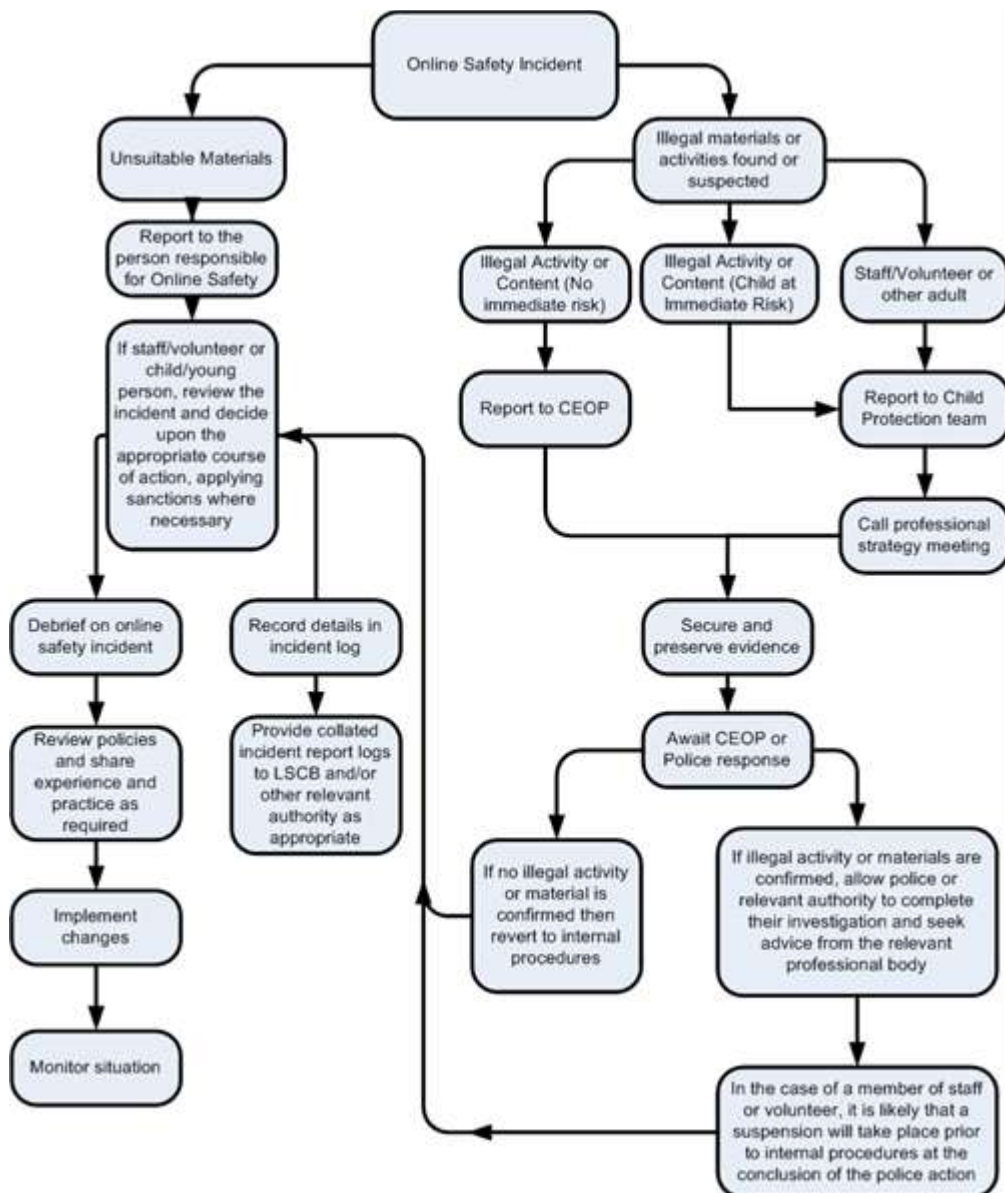 Online Safety Incident
Unsuitable Materials
Report to the
person responsible
for Online Safety
If staff/volunteer or
child/young
person, review the
incident and decide
upon the
appropriate course
of action, applying
sanctions where
necessary
Debrief on online
safety incident
Review policies
and share
experience and
practice as
required
Implement
changes
Monitor situation
Record details in
incident log
Provide collated
incident report logs
to LSCB and/or
other relevant
authority as
appropriate
Illegal materials or
activities found or
suspected
Illegal Activity or
Content (No
immediate risk)
Illegal Activity or
Content (Child at
Immediate Risk)
Staff/Volunteer or
other adult
Report to CEOP
Report to Child
Protection team
Call professional
strategy meeting
Secure and
preserve evidence
Await CEOP or
Police response
If no illegal activity
or material is
confirmed then
revert to internal
procedures
If illegal activity or materials are
confirmed, allow police or
relevant authority to complete
their investigation and seek
advice from the relevant
professional body
In the case of a member of staff
or volunteer, it is likely that a
suspension will take place prior
to internal procedures at the
conclusion of the police action